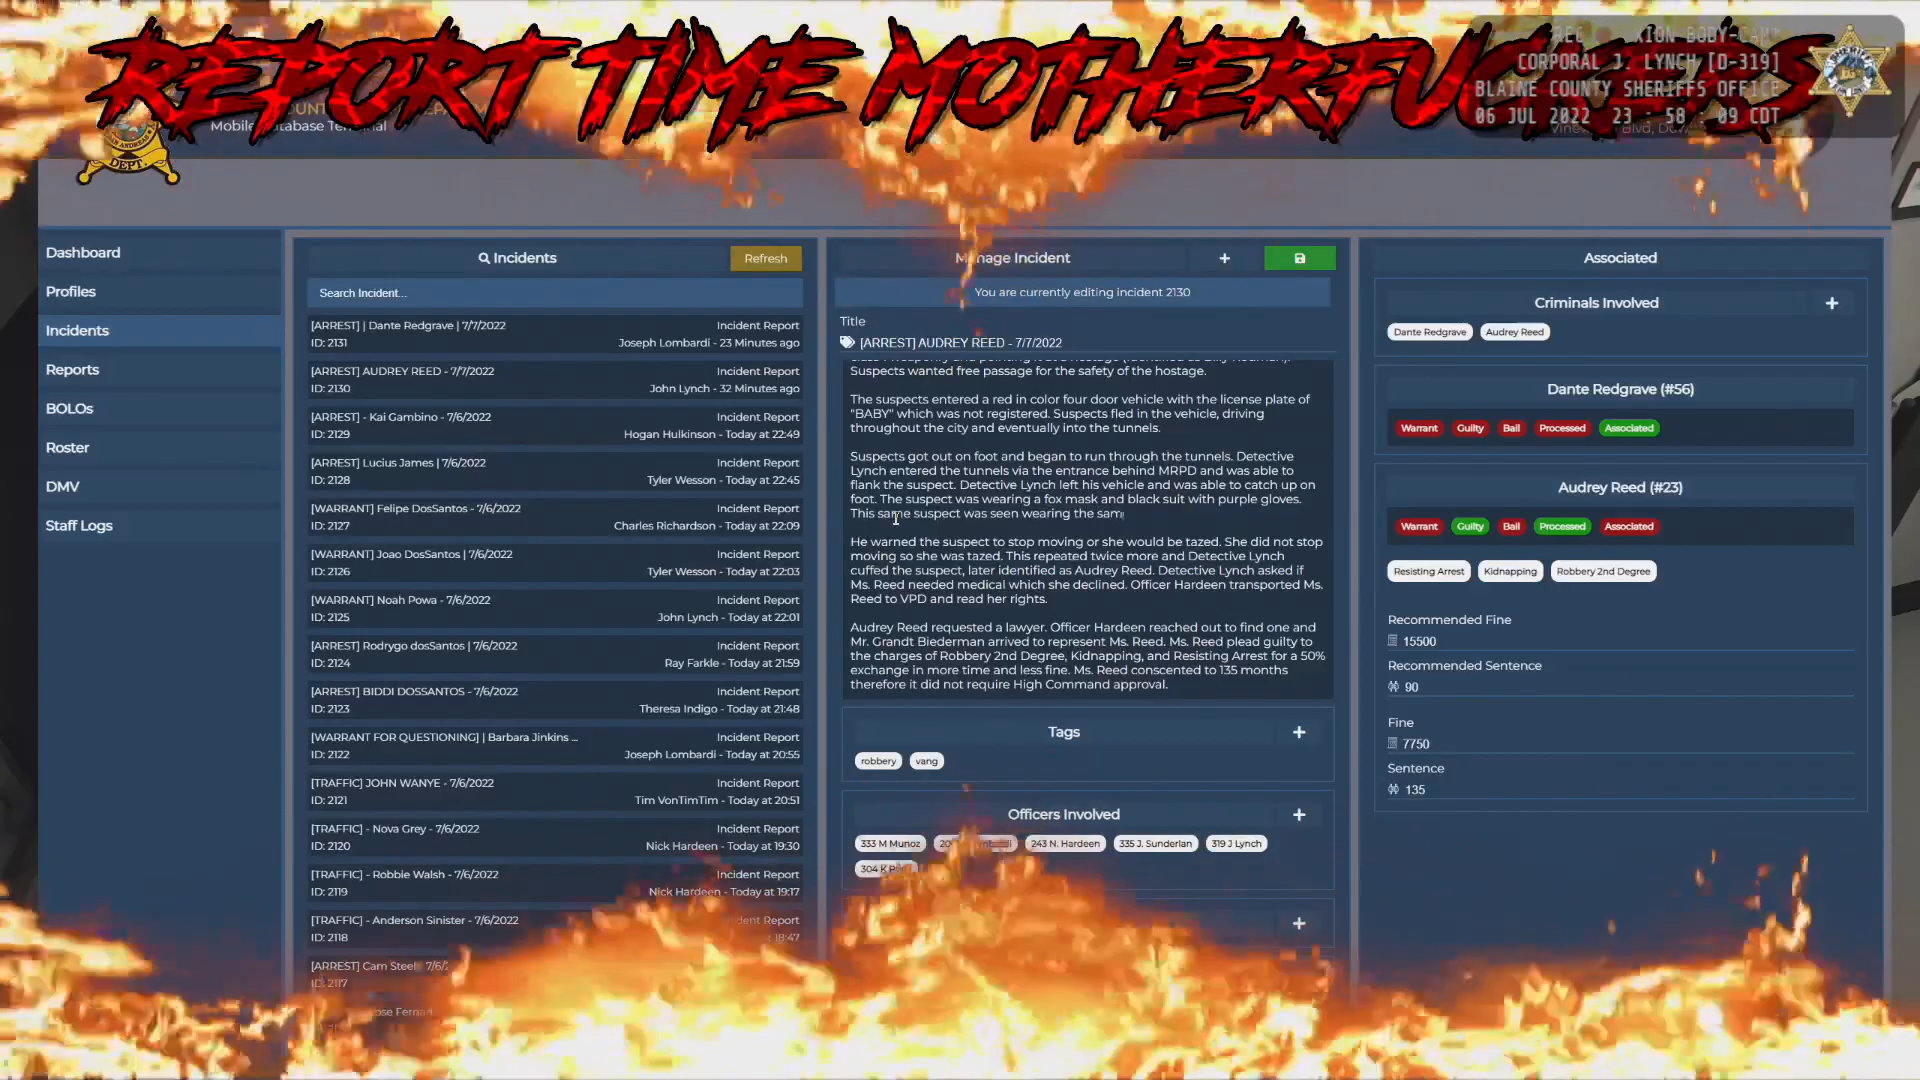 REPORT TIME MOTHERFUCKERS
CORPORAL J. LYNCH [D-319]
BLAINE COUNTY SHERIFFS OFFICE
06 JUL 2022 23 : 58 : 09 CDT
Mobile Database Terminal
Dashboard
Profiles
Incidents
Reports
BOLOs
Roster
DMV
Staff Logs
Incidents
Refresh
Search Incident...
[ARREST] | Dante Redgrave | 7/7/2022 Incident Report
ID: 2131 Joseph Lombardi - 23 Minutes ago
[ARREST] AUDREY REED - 7/7/2022 Incident Report
ID: 2130 John Lynch - 32 Minutes ago
[ARREST] - Kai Gambino - 7/6/2022 Incident Report
ID: 2129 Hogan Hulkinson - Today at 22:49
[ARREST] Lucius James | 7/6/2022 Incident Report
ID: 2128 Tyler Wesson - Today at 22:45
[WARRANT] Felipe DosSantos - 7/6/2022 Incident Report
ID: 2127 Charles Richardson - Today at 22:09
[WARRANT] Joao DosSantos | 7/6/2022 Incident Report
ID: 2126 Tyler Wesson - Today at 22:03
[WARRANT] Noah Powa - 7/6/2022 Incident Report
ID: 2125 John Lynch - Today at 22:01
[ARREST] Rodrygo dosSantos | 7/6/2022 Incident Report
ID: 2124 Ray Farkle - Today at 21:59
[ARREST] BIDDI DOSSANTOS - 7/6/2022 Incident Report
ID: 2123 Theresa Indigo - Today at 21:48
[WARRANT FOR QUESTIONING] | Barbara Jinkins ... Incident Report
ID: 2122 Joseph Lombardi - Today at 20:55
[TRAFFIC] JOHN WANYE - 7/6/2022 Incident Report
ID: 2121 Tim VonTimTim - Today at 20:51
[TRAFFIC] - Nova Grey - 7/6/2022 Incident Report
ID: 2120 Nick Hardeen - Today at 19:30
[TRAFFIC] - Robbie Walsh - 7/6/2022 Incident Report
ID: 2119 Nick Hardeen - Today at 19:17
[TRAFFIC] - Anderson Sinister - 7/6/2022 Report
ID: 2118 18:47
[ARREST] Cam Steel
ID: 2117
Manage Incident
You are currently editing incident 2130
Title
[ARREST] AUDREY REED - 7/7/2022
Suspects wanted free passage for the safety of the hostage.
The suspects entered a red in color four door vehicle with the license plate of
"BABY" which was not registered. Suspects fled in the vehicle, driving
throughout the city and eventually into the tunnels.
Suspects got out on foot and began to run through the tunnels. Detective
Lynch entered the tunnels via the entrance behind MRPD and was able to
flank the suspect. Detective Lynch left his vehicle and was able to catch up on
foot. The suspect was wearing a fox mask and black suit with purple gloves.
This same suspect was seen wearing the sam
He warned the suspect to stop moving or she would be tazed. She did not stop
moving so she was tazed. This repeated twice more and Detective Lynch
cuffed the suspect, later identified as Audrey Reed. Detective Lynch asked if
Ms. Reed needed medical which she declined. Officer Hardeen transported Ms.
Reed to VPD and read her rights.
Audrey Reed requested a lawyer. Officer Hardeen reached out to find one and
Mr. Grandt Biederman arrived to represent Ms. Reed. Ms. Reed plead guilty to
the charges of Robbery 2nd Degree, Kidnapping, and Resisting Arrest for a 50%
exchange in more time and less fine. Ms. Reed conscented to 135 months
therefore it did not require High Command approval.
Tags
robbery vang
Officers Involved
333 M Munoz 243 N. Hardeen 335 J. Sunderlan 319 J Lynch
304 K
Associated
Criminals Involved
Dante Redgrave Audrey Reed
Dante Redgrave (#56)
Warrant Guilty Bail Processed Associated
Audrey Reed (#23)
Warrant Guilty Bail Processed Associated
Resisting Arrest Kidnapping Robbery 2nd Degree
Recommended Fine
15500
Recommended Sentence
90
Fine
7750
Sentence
135